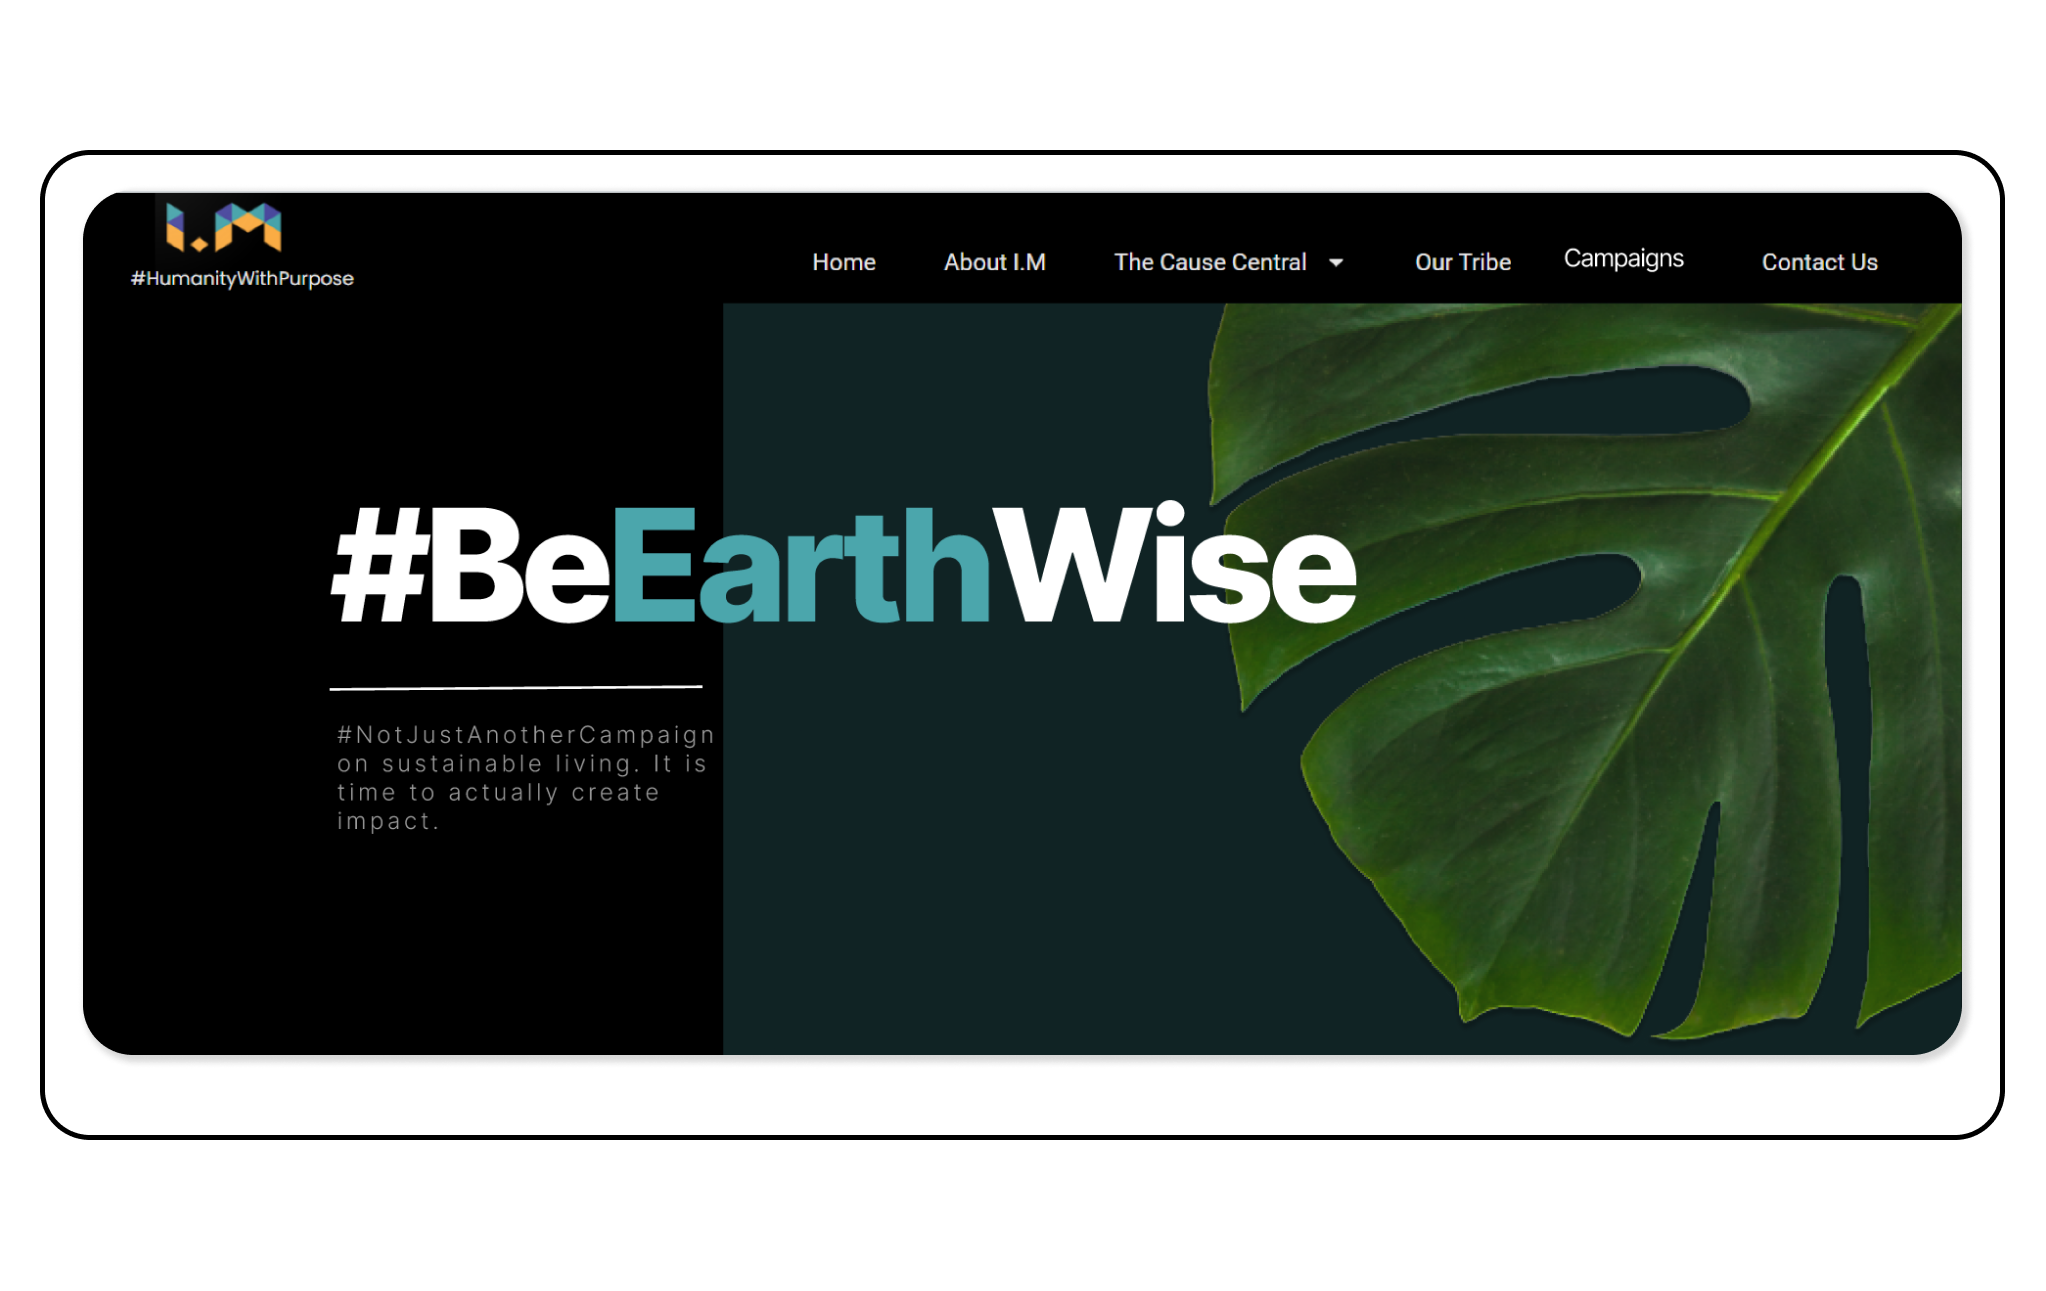 I.M
#HumanityWithPurpose
Home About I.M The Cause Central Our Tribe Campaigns Contact Us
#BeEarthWise
#NotJustAnotherCampaign
on sustainable living. It is
time to actually create
impact.